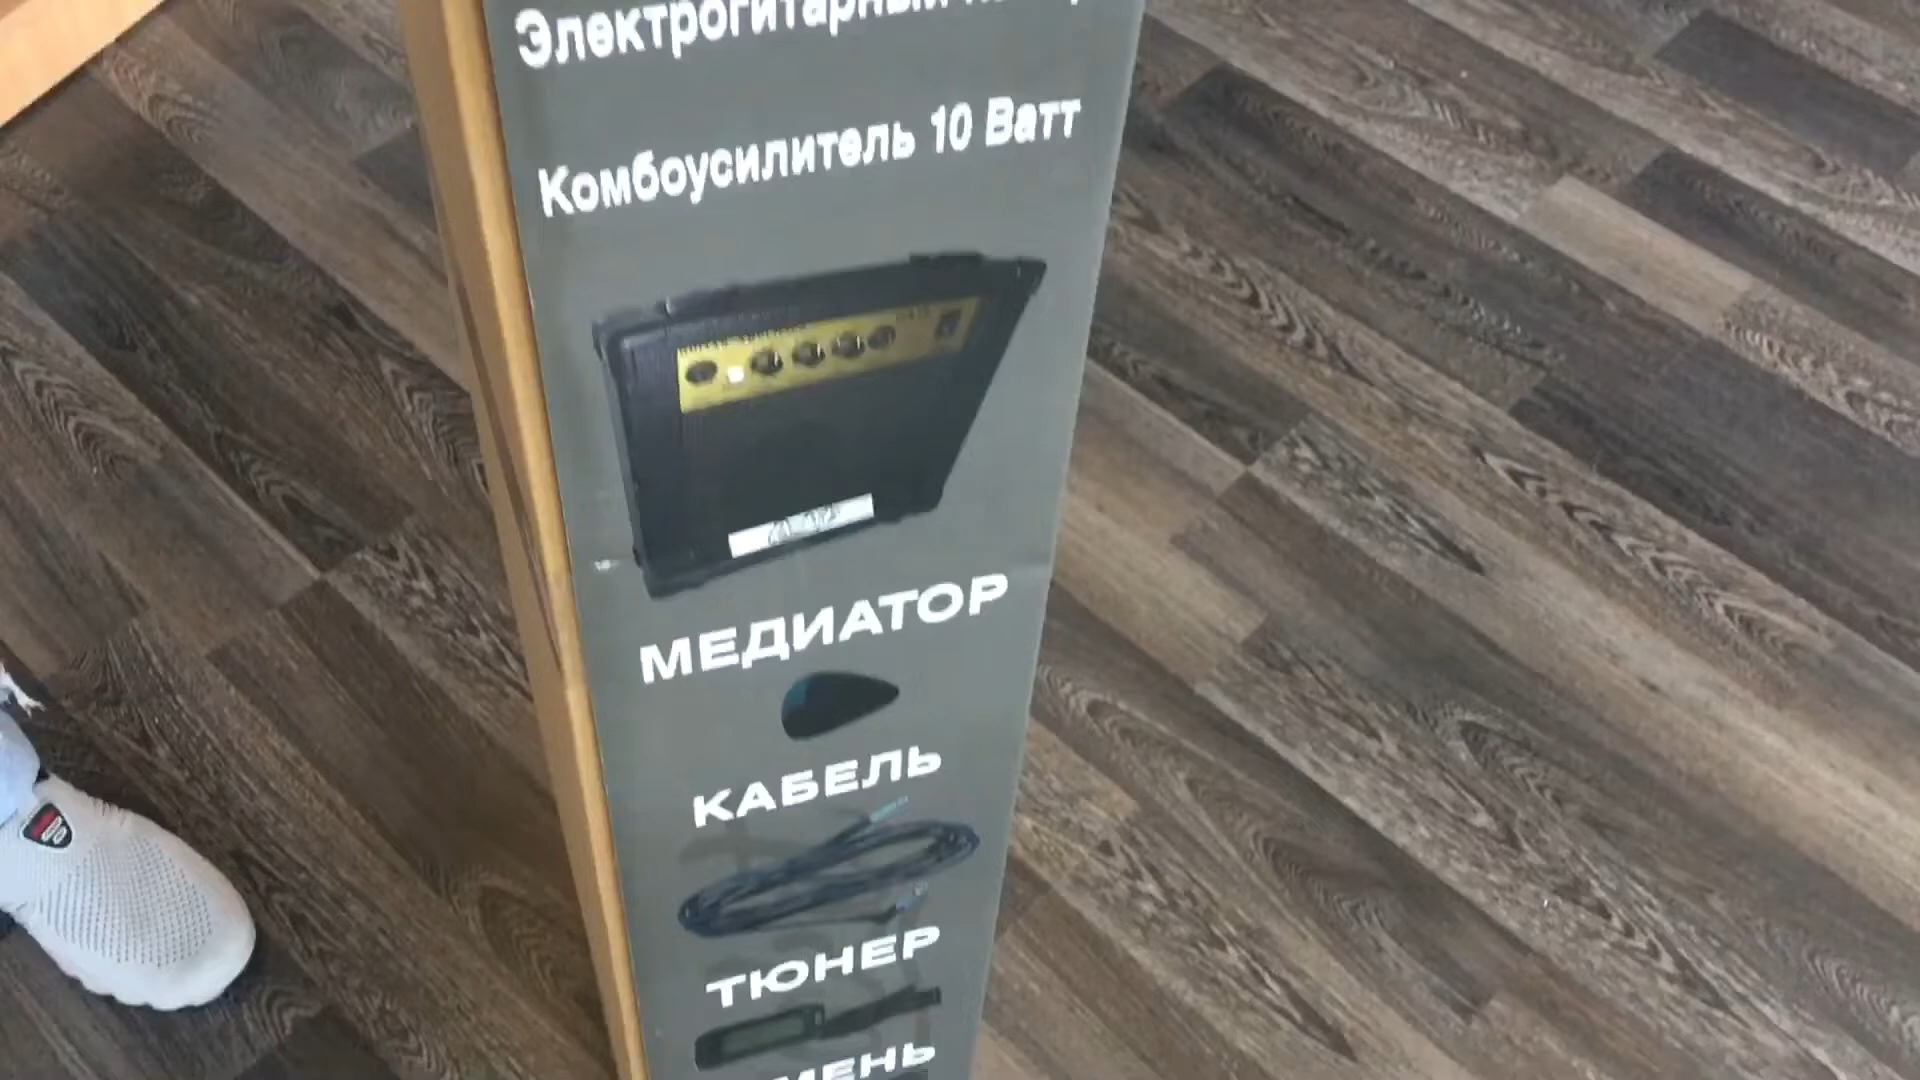 Электрогитарный
Комбоусилитель 10 Ватт
МЕДИАТОР
КАБЕЛЬ
ТЮНЕР